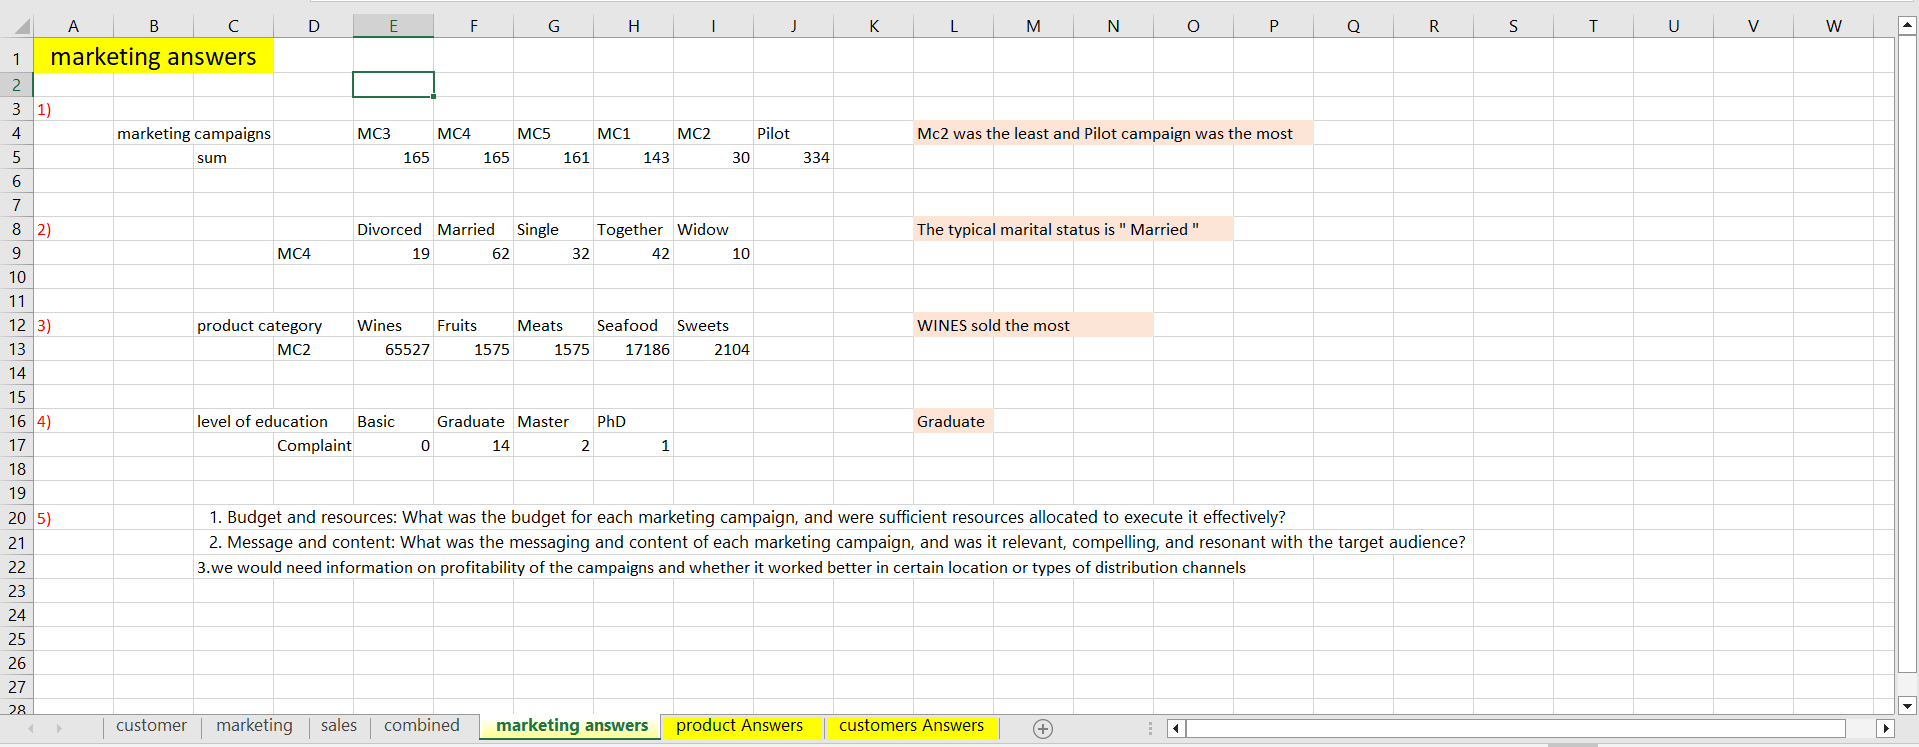 A B C D E F G H I J K L M N O P Q R S T U V W
1 marketing answers
2
3 1)
4 marketing campaigns MC3 MC4 MC5 MC1 MC2 Pilot Mc2 was the least and Pilot campaign was the most
5 sum 165 165 161 143 30 334
6
7
8 2) Divorced Married Single Together Widow The typical marital status is " Married "
9 MC4 19 62 32 42 10
10
11
12 3) product category Wines Fruits Meats Seafood Sweets WINES sold the most
13 MC2 65527 1575 1575 17186 2104
14
15
16 4) level of education Basic Graduate Master PhD Graduate
17 Complaint 0 14 2 1
18
19
20 5) 1. Budget and resources: What was the budget for each marketing campaign, and were sufficient resources allocated to execute it effectively?
21 2. Message and content: What was the messaging and content of each marketing campaign, and was it relevant, compelling, and resonant with the target audience?
22 3.we would need information on profitability of the campaigns and whether it worked better in certain location or types of distribution channels
23
24
25
26
27
28
customer marketing sales combined marketing answers product Answers customers Answers